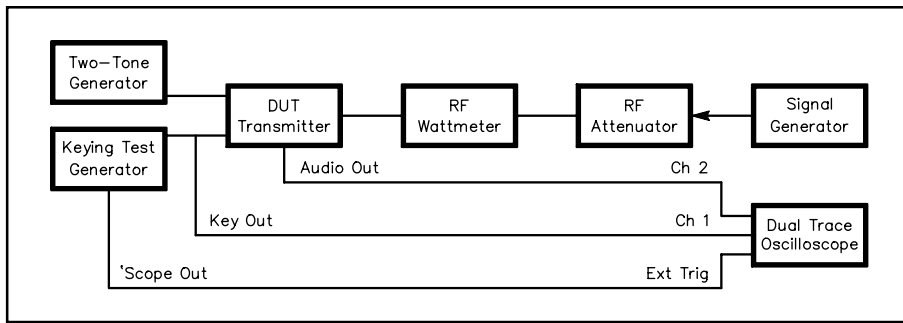 Two-Tone
Generator
DUT
Transmitter
RF
Wattmeter
RF
Attenuator
Signal
Generator
Keying Test
Generator
Audio Out
Ch 2
Key Out
Ch 1
Dual Trace
Oscilloscope
'Scope Out
Ext Trig